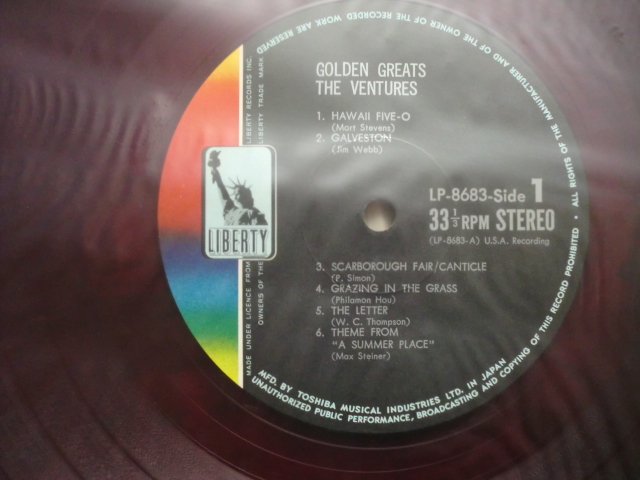 GOLDEN GREATS
THE VENTURES
1. HAWAII FIVE-O
(Mort Stevens)
2. GALVESTON
(Jim Webb)
LP-8683-Side 1
33 1/3 RPM STEREO
(LP-8683-A) U.S.A. Recording
3. SCARBOROUGH FAIR/CANTICLE
(P. Simon)
4. GRAZING IN THE GRASS
(Philamon Hou)
5. THE LETTER
(W. C. Thompson)
6. THEME FROM
"A SUMMER PLACE"
(Max Steiner)
LIBERTY
MADE UNDER LICENCE FROM LIBERTY RECORDS INC.
OWNERS OF THE LIBERTY TRADE MARK
MFD. BY TOSHIBA MUSICAL INDUSTRIES LTD. IN JAPAN
ALL RIGHTS OF THE MANUFACTURER AND OF THE OWNER OF THE RECORDED WORK ARE RESERVED
UNAUTHORIZED PUBLIC PERFORMANCE, BROADCASTING AND COPYING OF THIS RECORD PROHIBITED